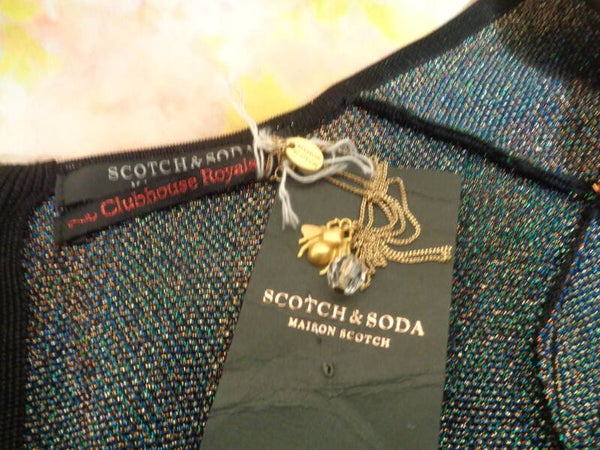 SCOTCH & SODA
Clubhouse Royale
SCOTCH & SODA
MAISON SCOTCH